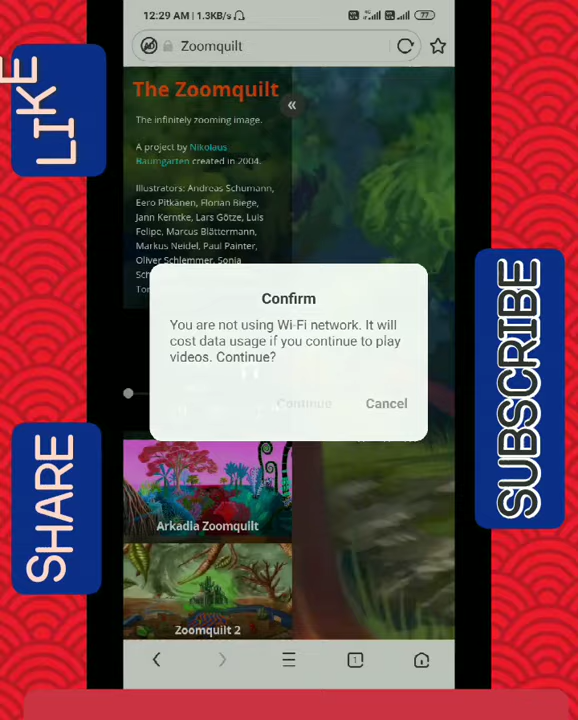 12:29 AM | 1.3KB/s
77
Zoomquilt
LIKE
The Zoomquilt
«
The infinitely zooming image.
A project by Nikolaus
Baumgarten created in 2004.
Illustrators: Andreas Schumann,
Eero Pitkänen, Florian Biege,
Jann Kerntke, Lars Götze, Luis
Felipe, Marcus Blättermann,
Markus Neidel, Paul Painter,
Oliver Schlemmer, Sonja
Confirm
You are not using Wi-Fi network. It will
cost data usage if you continue to play
videos. Continue?
Continue
Cancel
SUBSCRIBE
SHARE
Arkadia Zoomquilt
Zoomquilt 2
1